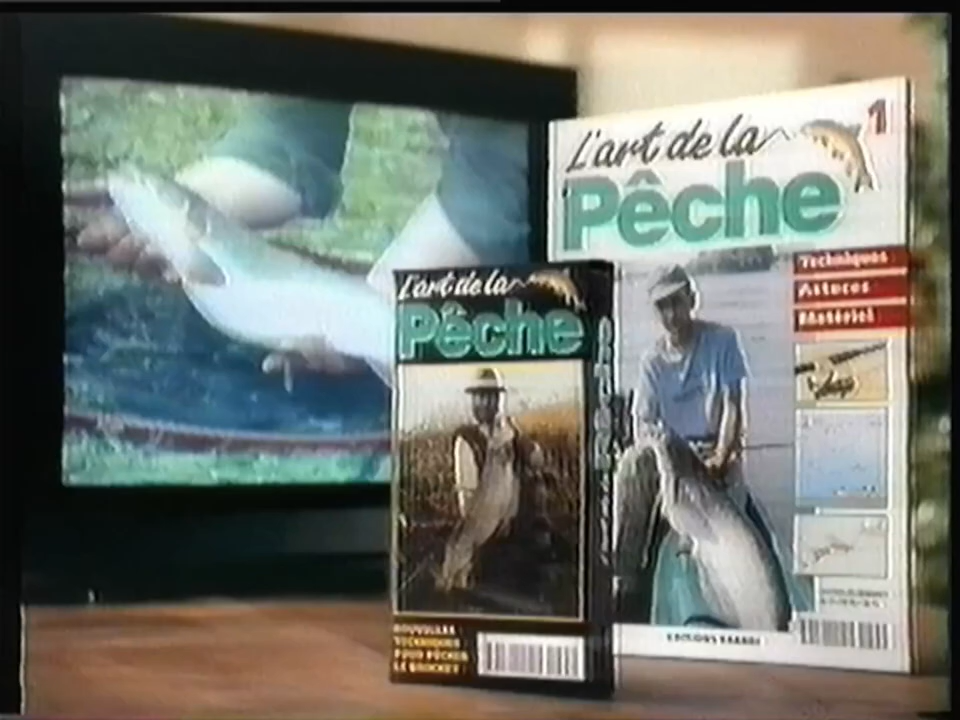 L'art de la
Pêche
1
Techniques
Astuces
Matériel
L'art de la
Pêche
NOUVELLES
TECHNIQUES
POUR PÊCHER
LE BROCHET